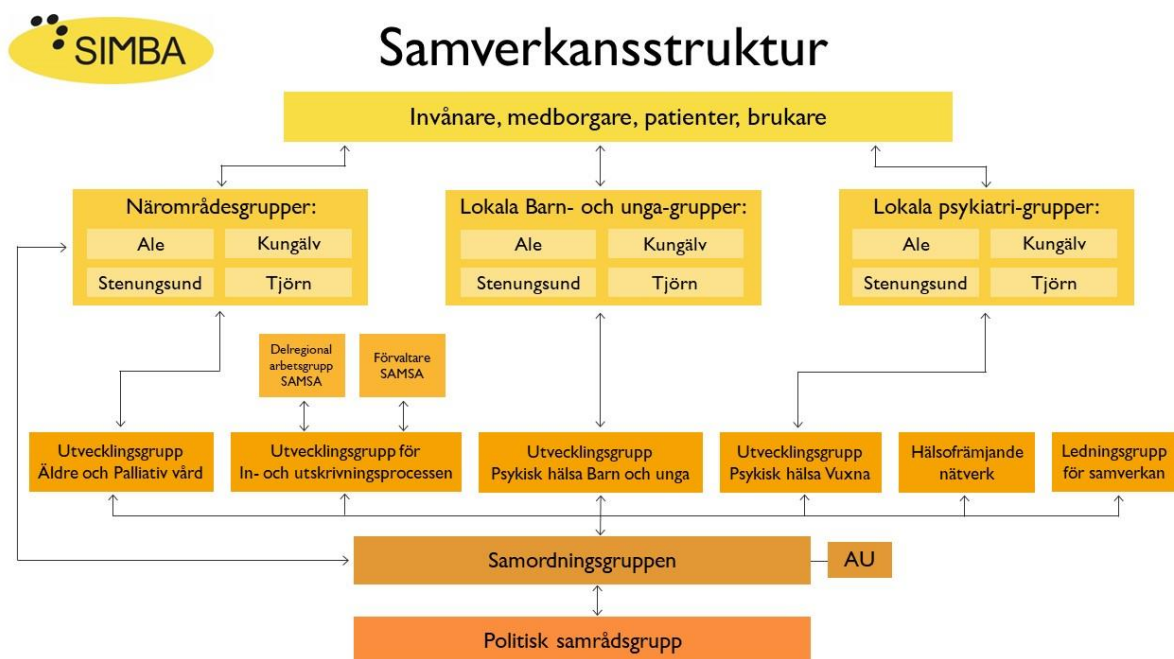 SIMBA
Samverkansstruktur
Invånare, medborgare, patienter, brukare
Närområdesgrupper:
Ale
Kungälv
Stenungsund
Tjörn
Lokala Barn- och unga-grupper:
Ale
Kungälv
Stenungsund
Tjörn
Lokala psykiatri-grupper:
Ale
Kungälv
Stenungsund
Tjörn
Delregional
arbetsgrupp
SAMSA
Förvaltare
SAMSA
Utvecklingsgrupp
Äldre och Palliativ vård
Utvecklingsgrupp för
In- och utskrivningsprocessen
Utvecklingsgrupp
Psykisk hälsa Barn och unga
Utvecklingsgrupp
Psykisk hälsa Vuxna
Hälsofrämjande
nätverk
Ledningsgrupp
för samverkan
Samordningsgruppen
AU
Politisk samrådsgrupp